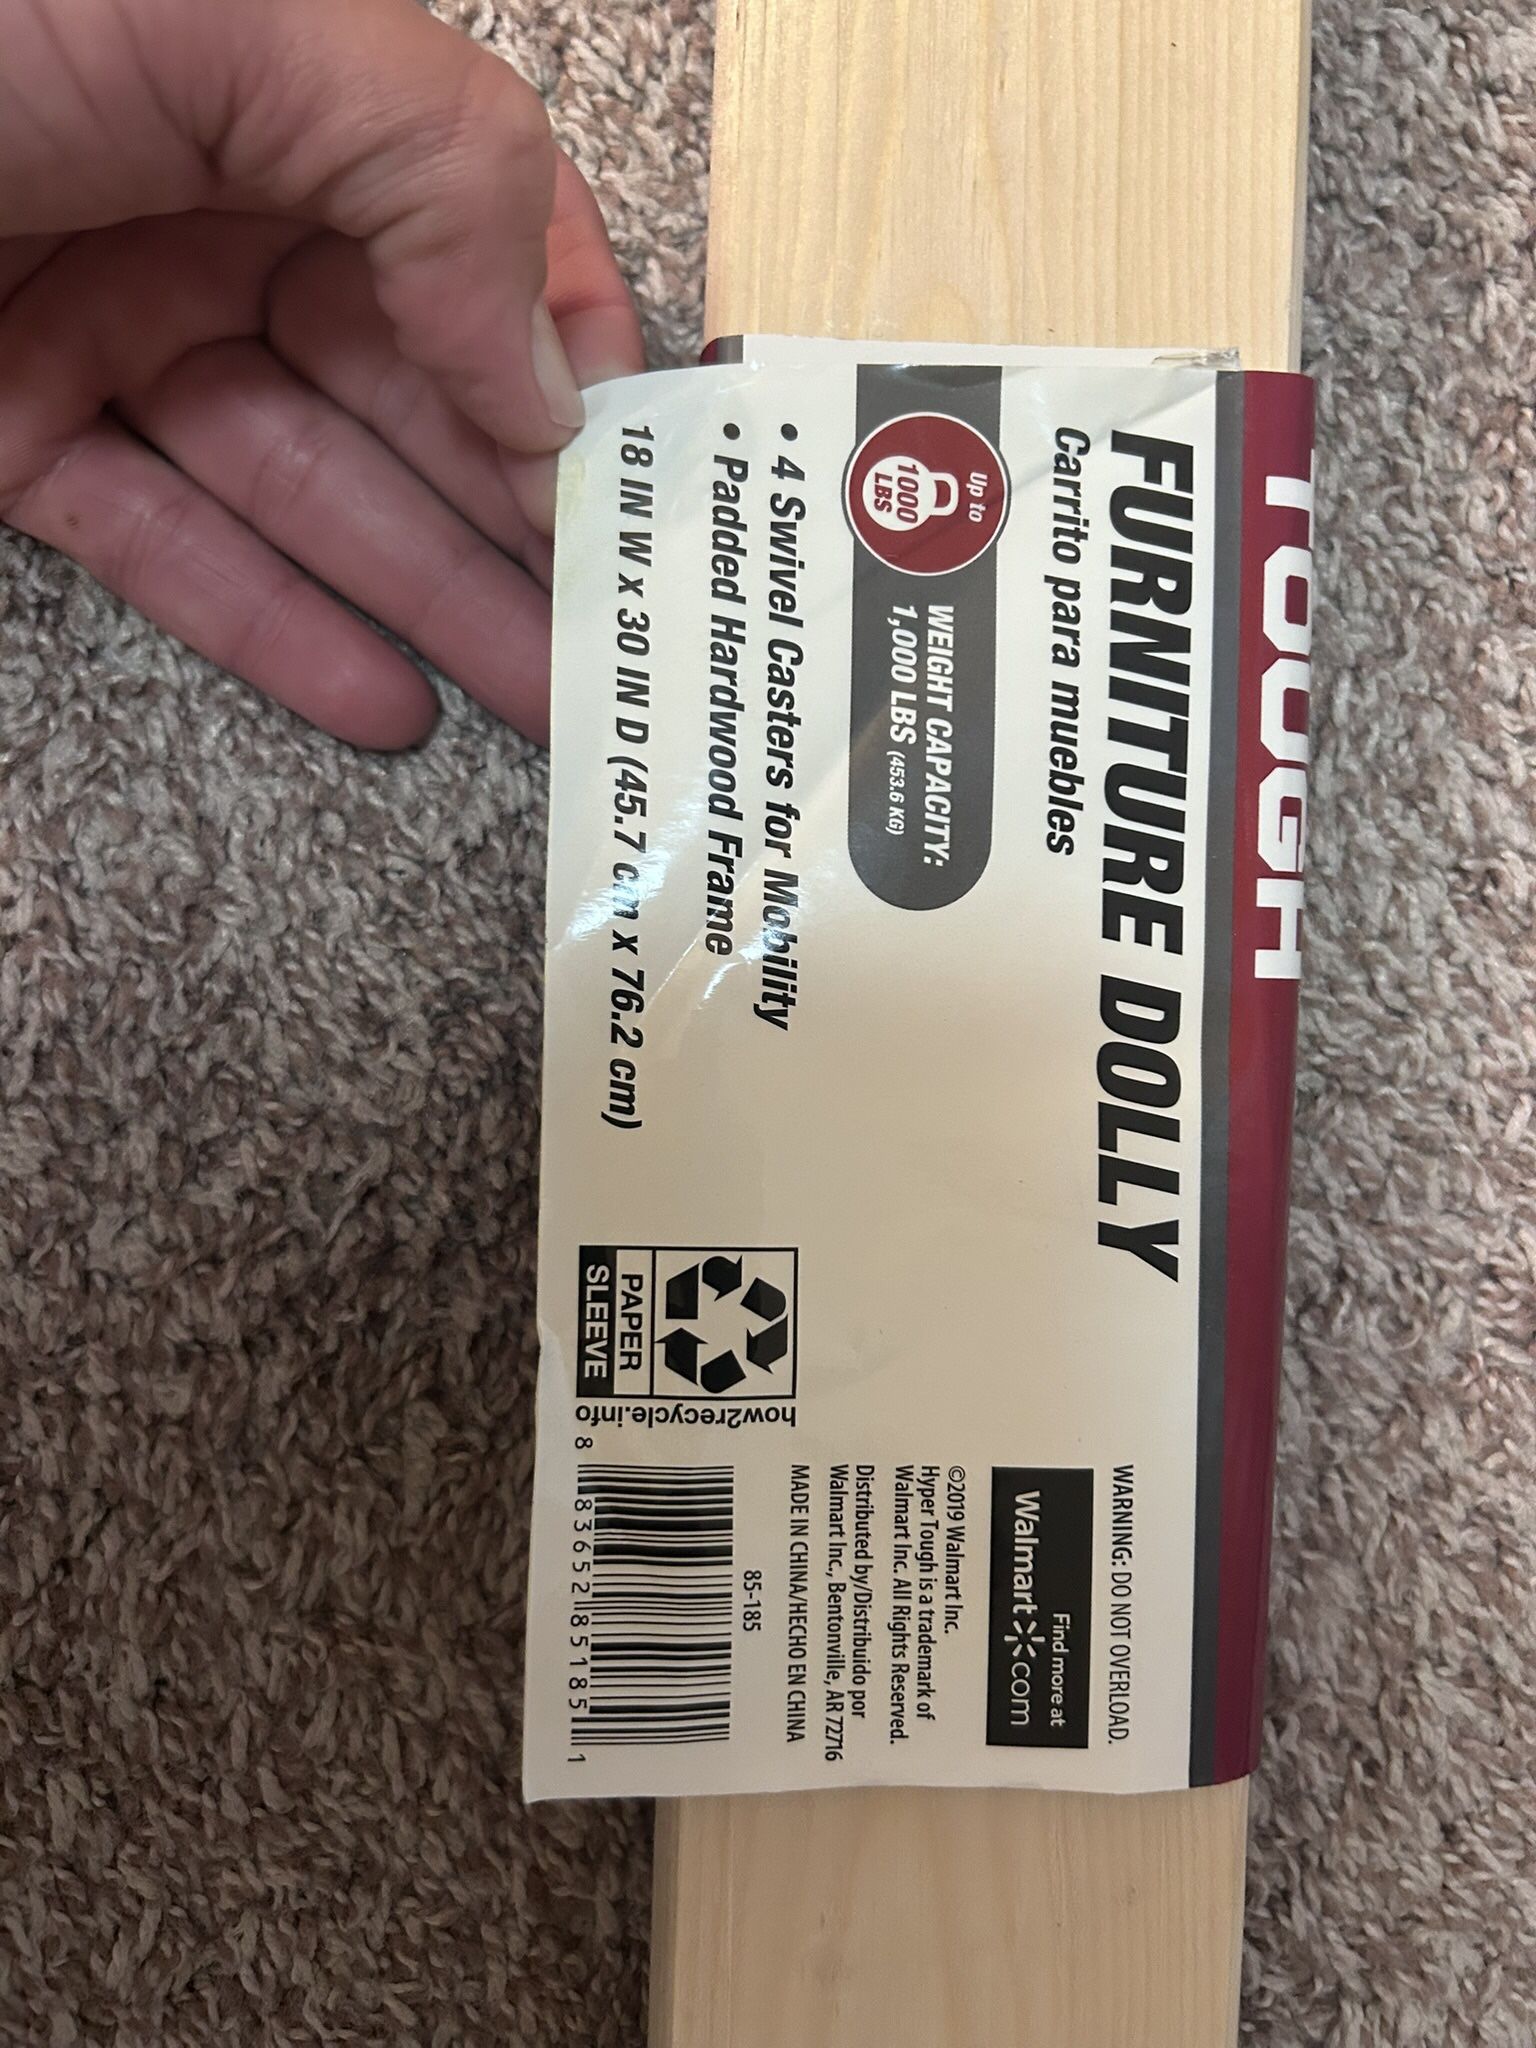 TOUGH
FURNITURE DOLLY
Carrito para muebles
Up to
1000
LBS
WEIGHT CAPACITY:
1,000 LBS (453.6 KG)
• 4 Swivel Casters for Mobility
• Padded Hardwood Frame
18 IN W x 30 IN D (45.7 cm x 76.2 cm)
PAPER
SLEEVE
how2recycle.info
WARNING: DO NOT OVERLOAD.
Find more at
Walmart.com
©2019 Walmart Inc.
Hyper Tough is a trademark of
Walmart Inc. All Rights Reserved.
Distributed by/Distribuido por
Walmart Inc., Bentonville, AR 72716
MADE IN CHINA/HECHO EN CHINA
85-185
8 83652 85185 1